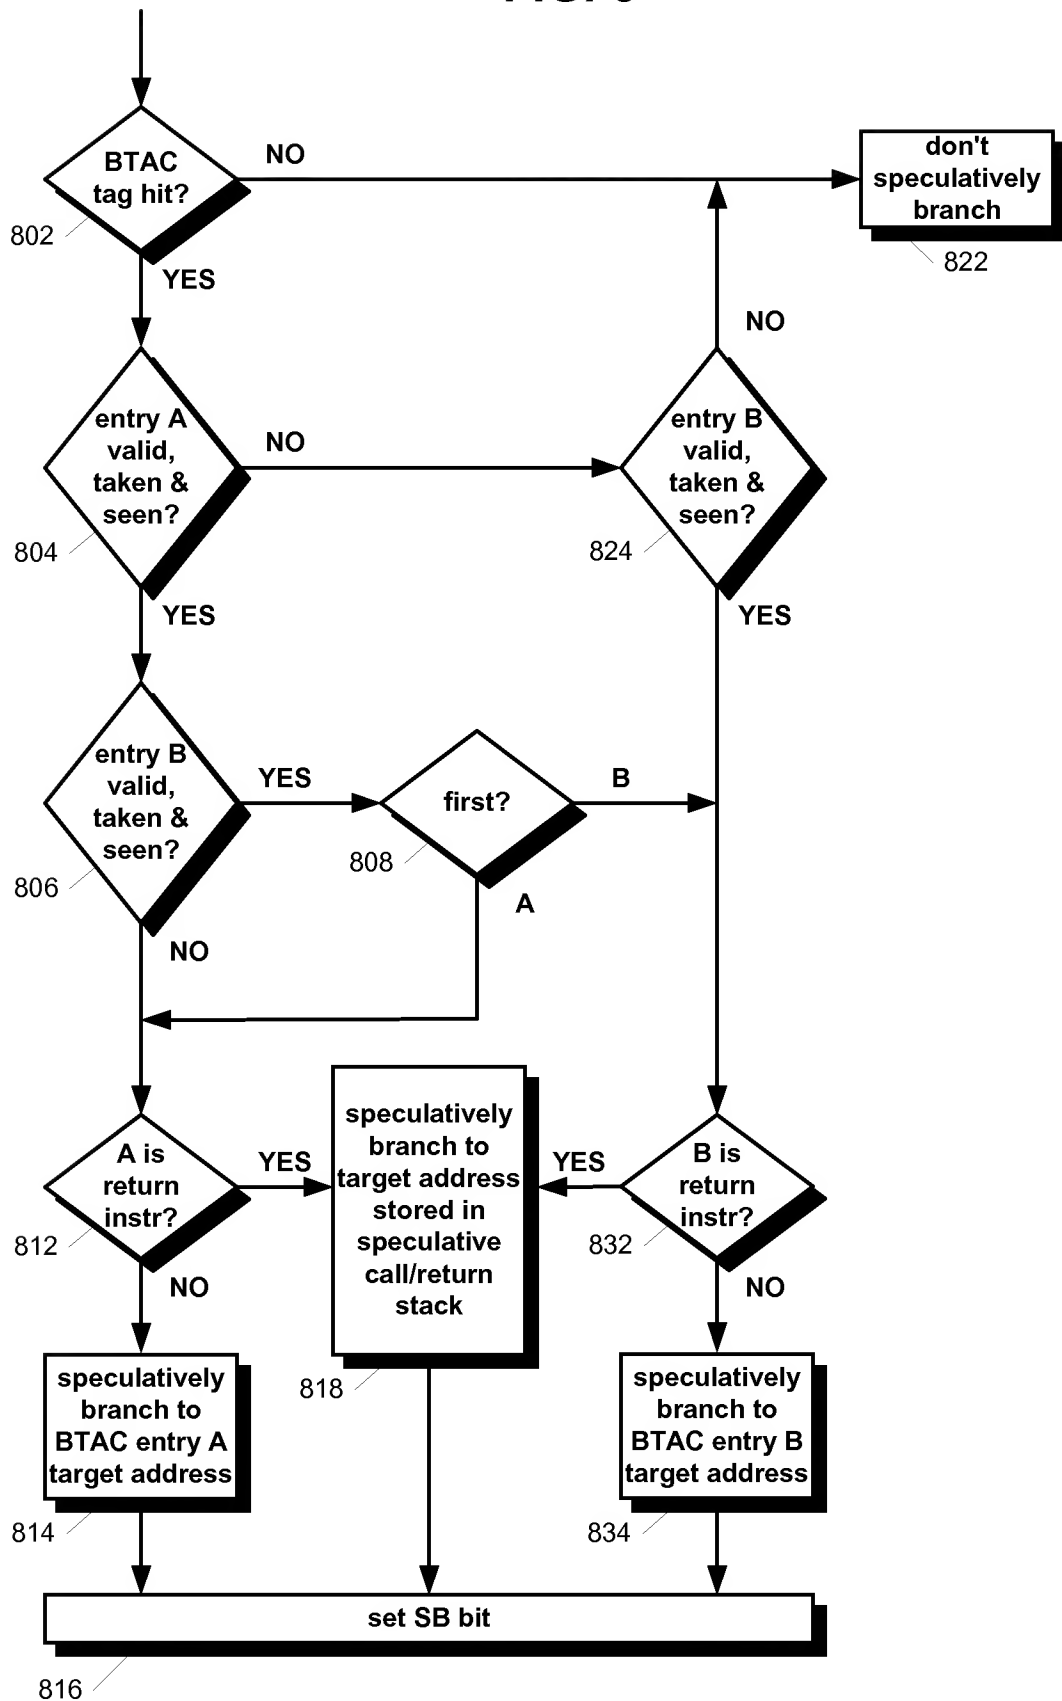 BTAC
tag hit?
NO
802
YES
don't
speculatively
branch
822
NO
entry A
valid,
taken &
seen?
NO
804
YES
entry B
valid,
taken &
seen?
824
YES
entry B
valid,
taken &
seen?
YES
806
NO
first?
B
808
A
A is
return
instr?
YES
812
NO
speculatively
branch to
target address
stored in
speculative
call/return
stack
818
YES
B is
return
instr?
832
NO
speculatively
branch to
BTAC entry A
target address
814
speculatively
branch to
BTAC entry B
target address
834
set SB bit
816